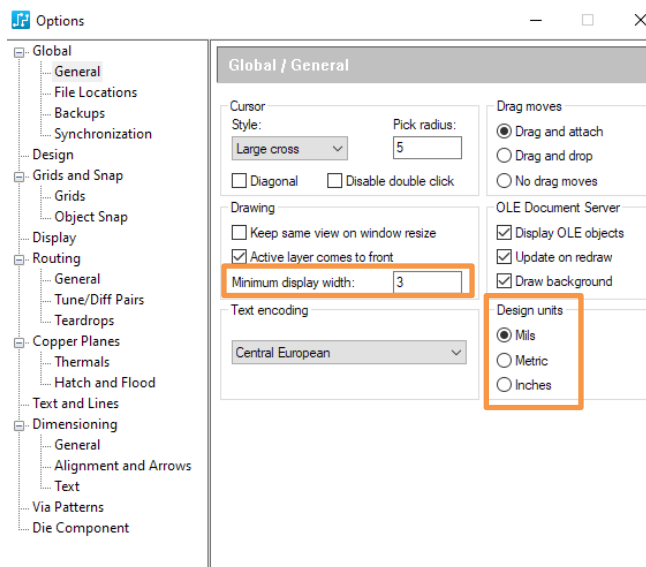 Options
Global
General
File Locations
Backups
Synchronization
Design
Grids and Snap
Grids
Object Snap
Display
Routing
General
Tune/Diff Pairs
Teardrops
Copper Planes
Thermals
Hatch and Flood
Text and Lines
Dimensioning
General
Alignment and Arrows
Text
Via Patterns
Die Component
Global / General
Cursor
Style:
Pick radius:
Large cross
5
Diagonal
Disable double click
Drag moves
Drag and attach
Drag and drop
No drag moves
Drawing
Keep same view on window resize
Active layer comes to front
Minimum display width:
3
OLE Document Server
Display OLE objects
Update on redraw
Draw background
Text encoding
Central European
Design units
Mils
Metric
Inches